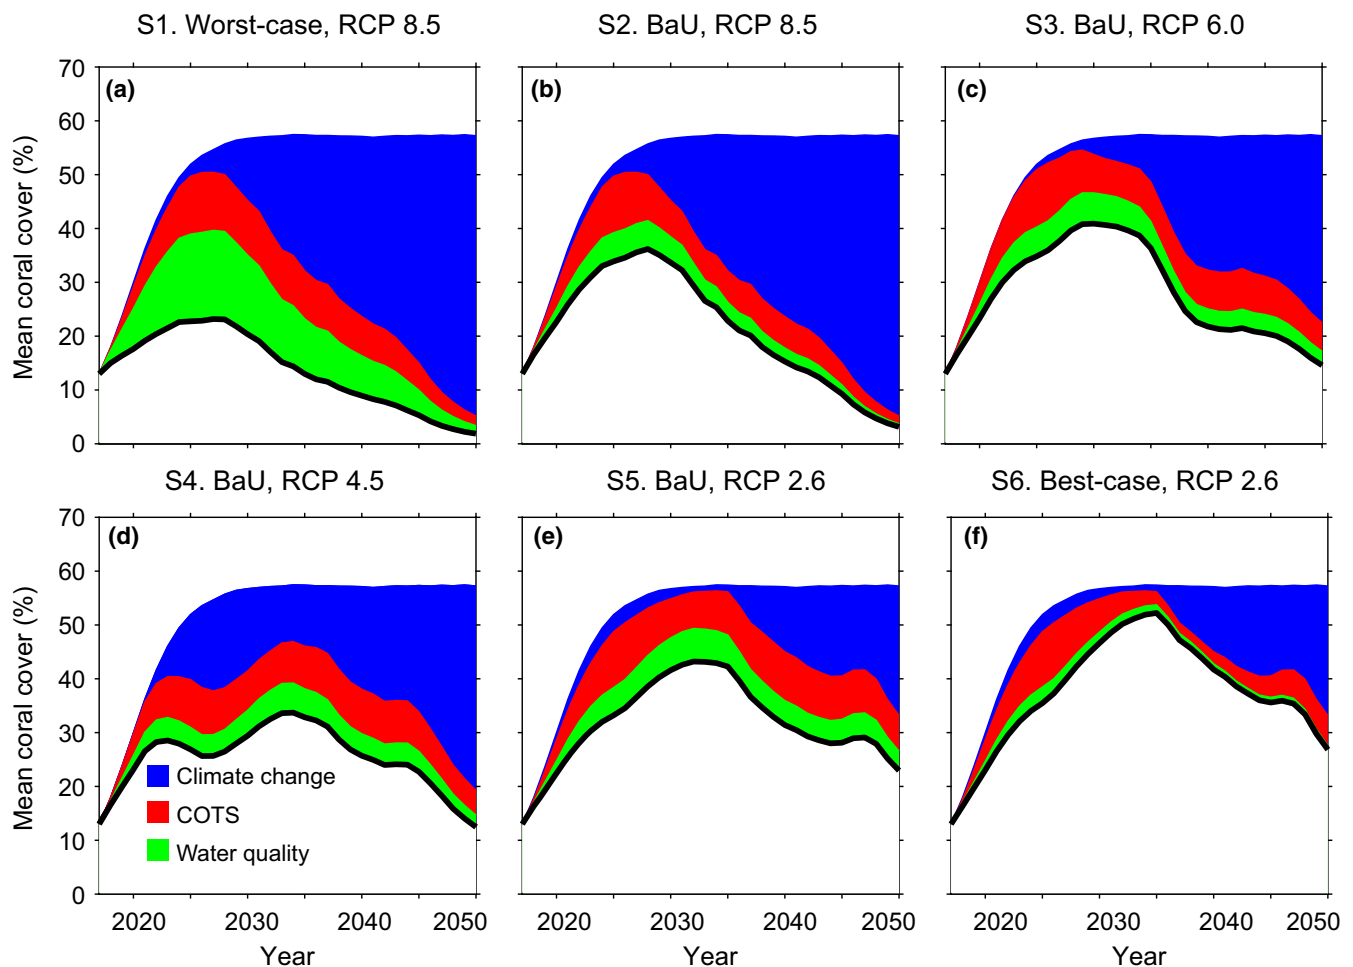 S1. Worst-case, RCP 8.5 S2. BaU, RCP 8.5 S3. BaU, RCP 6.0
70
(a) (b) (c)
60
50
40
30
20
10
0
Mean coral cover (%)
S4. BaU, RCP 4.5 S5. BaU, RCP 2.6 S6. Best-case, RCP 2.6
70
(d) (e) (f)
60
50
40
30
20
10
0
Mean coral cover (%)
Climate change
COTS
Water quality
2020 2030 2040 2050 2020 2030 2040 2050 2020 2030 2040 2050
Year Year Year